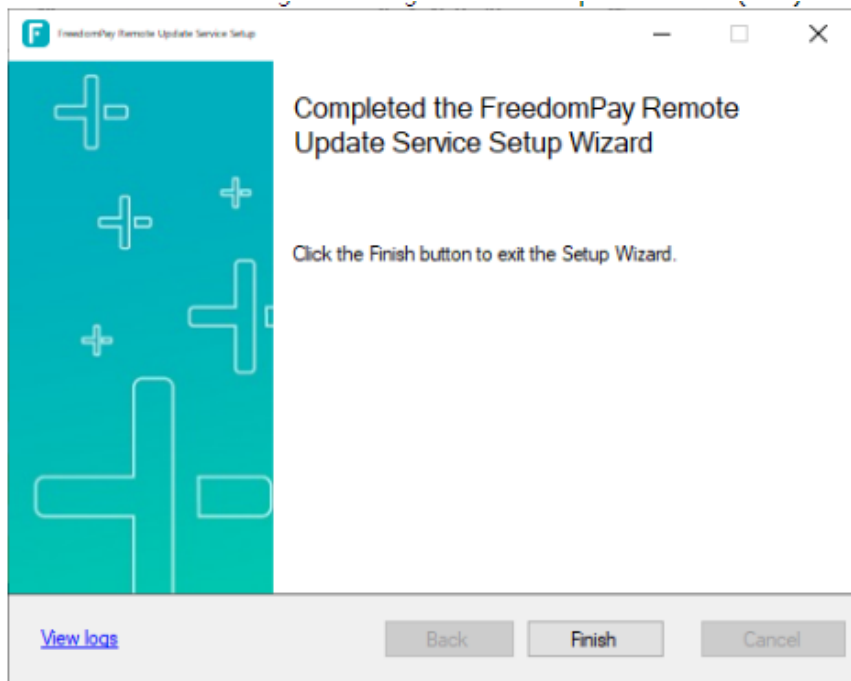 FreedomPay Remote Update Service Setup
Completed the FreedomPay Remote
Update Service Setup Wizard
Click the Finish button to exit the Setup Wizard.
View logs
Back
Finish
Cancel